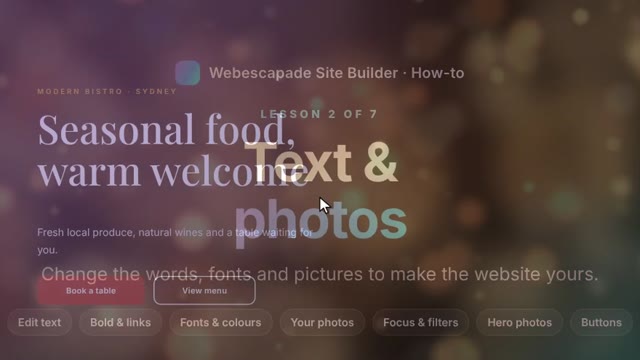 Webescapade Site Builder · How-to
MODERN BISTRO · SYDNEY
LESSON 2 OF 7
Seasonal food,
warm welcome
Text &
photos
Fresh local produce, natural wines and a table waiting for
you.
Change the words, fonts and pictures to make the website yours.
Book a table
View menu
Edit text
Bold & links
Fonts & colours
Your photos
Focus & filters
Hero photos
Buttons